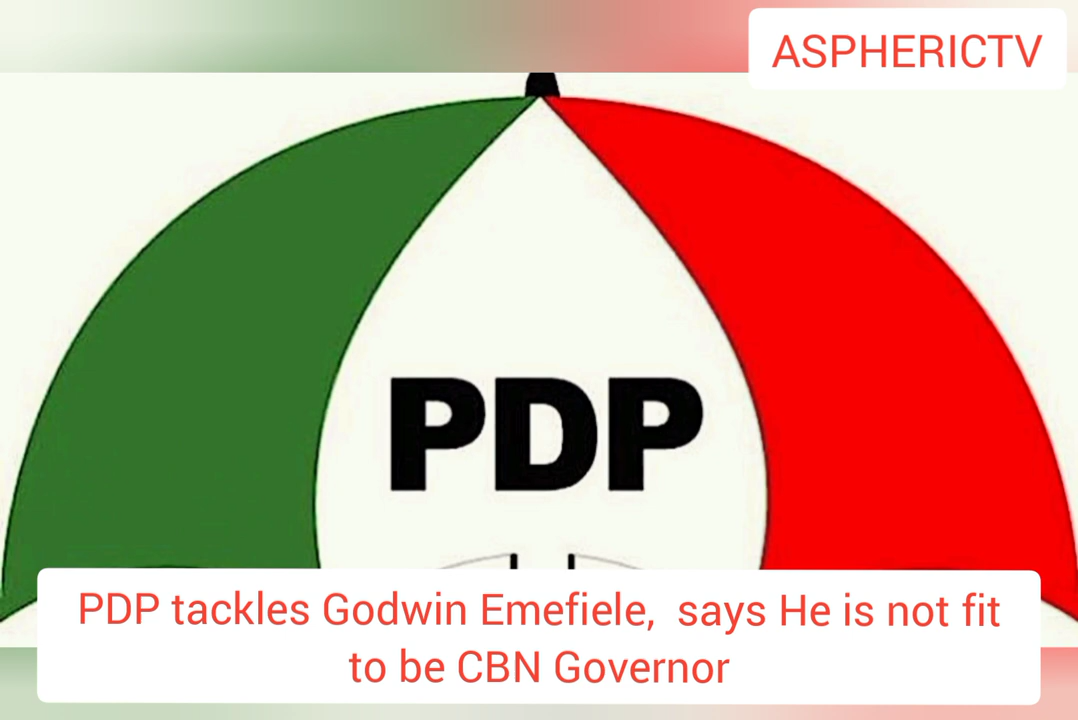 ASPHERICTV
PDP
PDP tackles Godwin Emefiele,  says He is not fit
to be CBN Governor